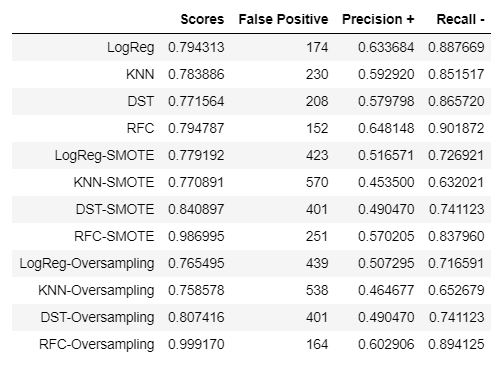 Scores False Positive Precision + Recall -
LogReg 0.794313 174 0.633684 0.887669
KNN 0.783886 230 0.592920 0.851517
DST 0.771564 208 0.579798 0.865720
RFC 0.794787 152 0.648148 0.901872
LogReg-SMOTE 0.779192 423 0.516571 0.726921
KNN-SMOTE 0.770891 570 0.453500 0.632021
DST-SMOTE 0.840897 401 0.490470 0.741123
RFC-SMOTE 0.986995 251 0.570205 0.837960
LogReg-Oversampling 0.765495 439 0.507295 0.716591
KNN-Oversampling 0.758578 538 0.464677 0.652679
DST-Oversampling 0.807416 401 0.490470 0.741123
RFC-Oversampling 0.999170 164 0.602906 0.894125